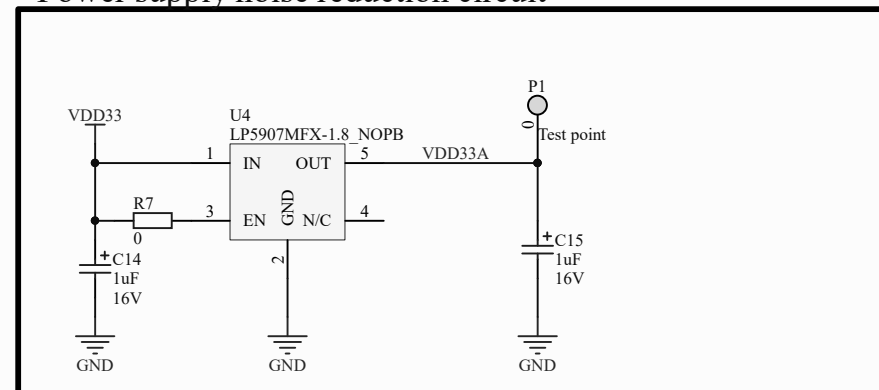 Power supply noise reduction circuit
P1
0
Test point
VDD33
U4
LP5907MFX-1.8_NOPB
1
IN
OUT
5
VDD33A
R7
0
3
EN
GND
N/C
4
2
+
C14
1uF
16V
+
C15
1uF
16V
GND
GND
GND